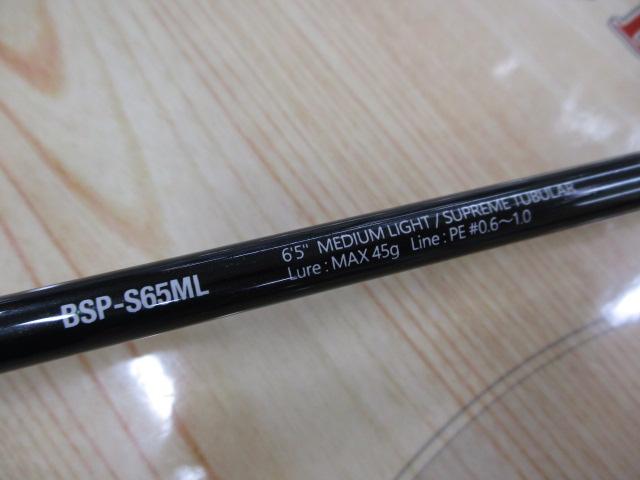 BSP-S65ML
6'5" MEDIUM LIGHT / SUPREME TUBULAR
Lure : MAX 45g Line : PE #0.6〜1.0